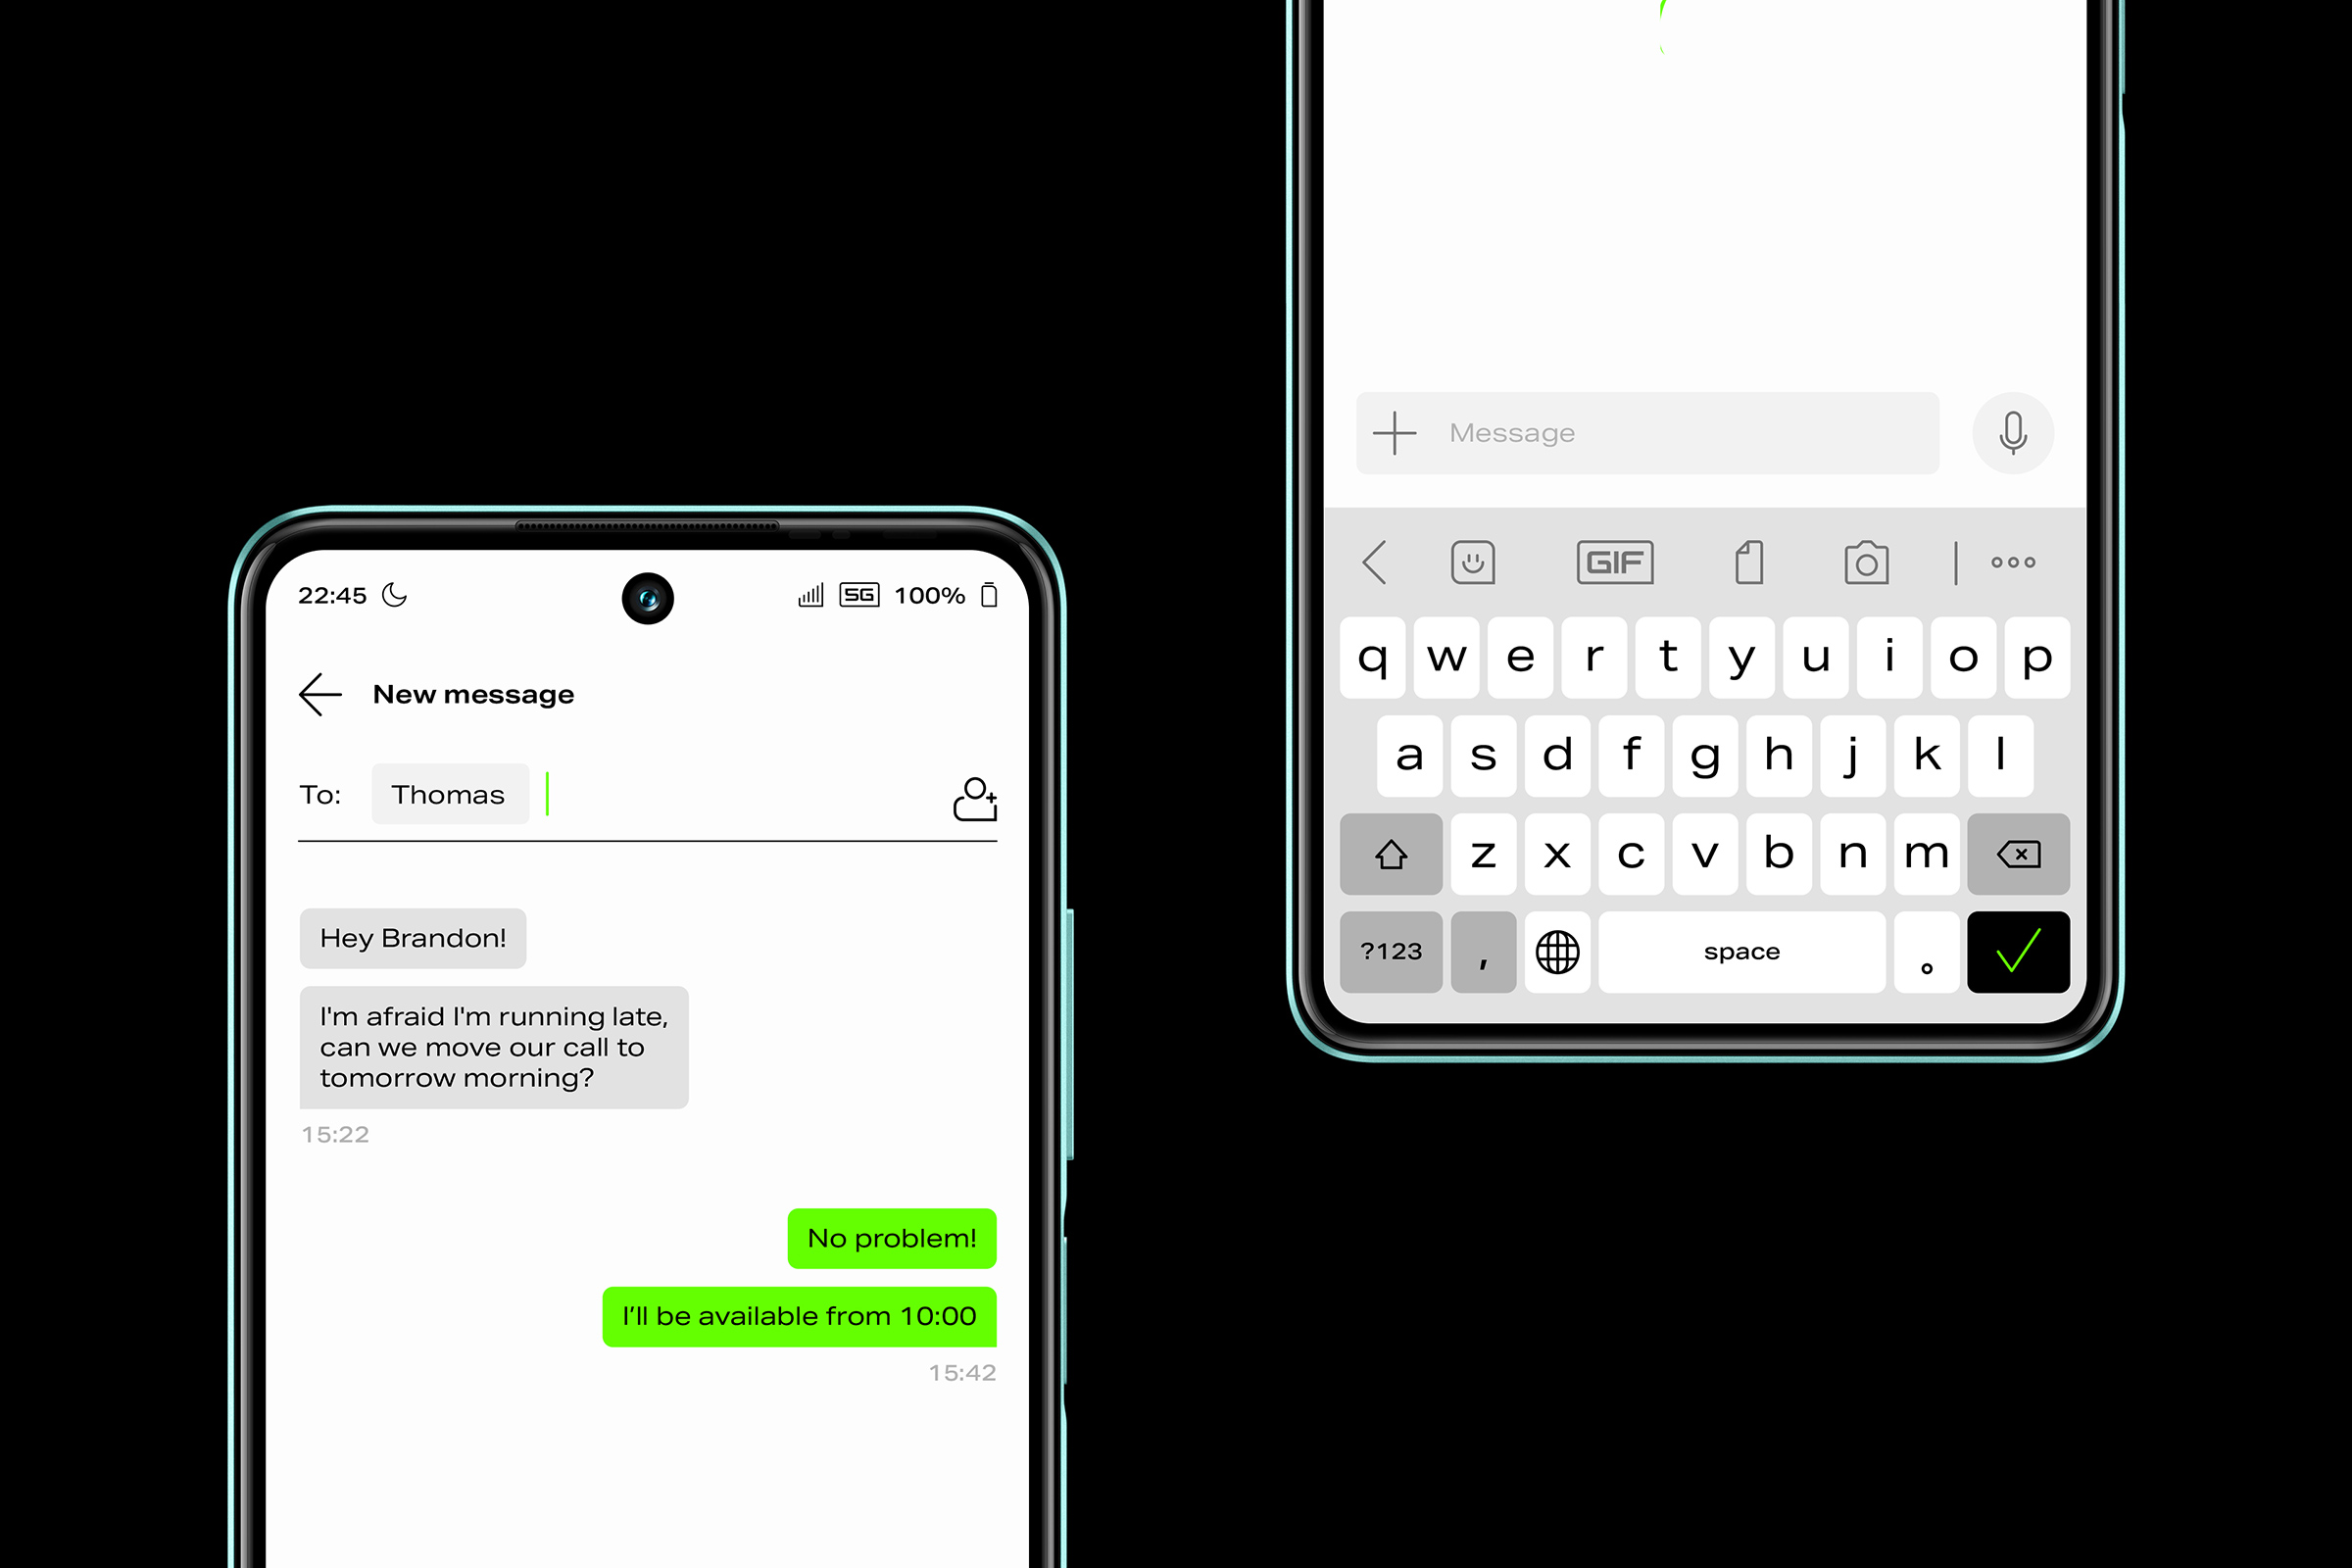 22:45
5G
100%
New message
To:
Thomas
Hey Brandon!
I'm afraid I'm running late,
can we move our call to
tomorrow morning?
15:22
No problem!
I’ll be available from 10:00
15:42
Message
GIF
q w e r t y u i o p
a s d f g h j k l
z x c v b n m
?123 , space .